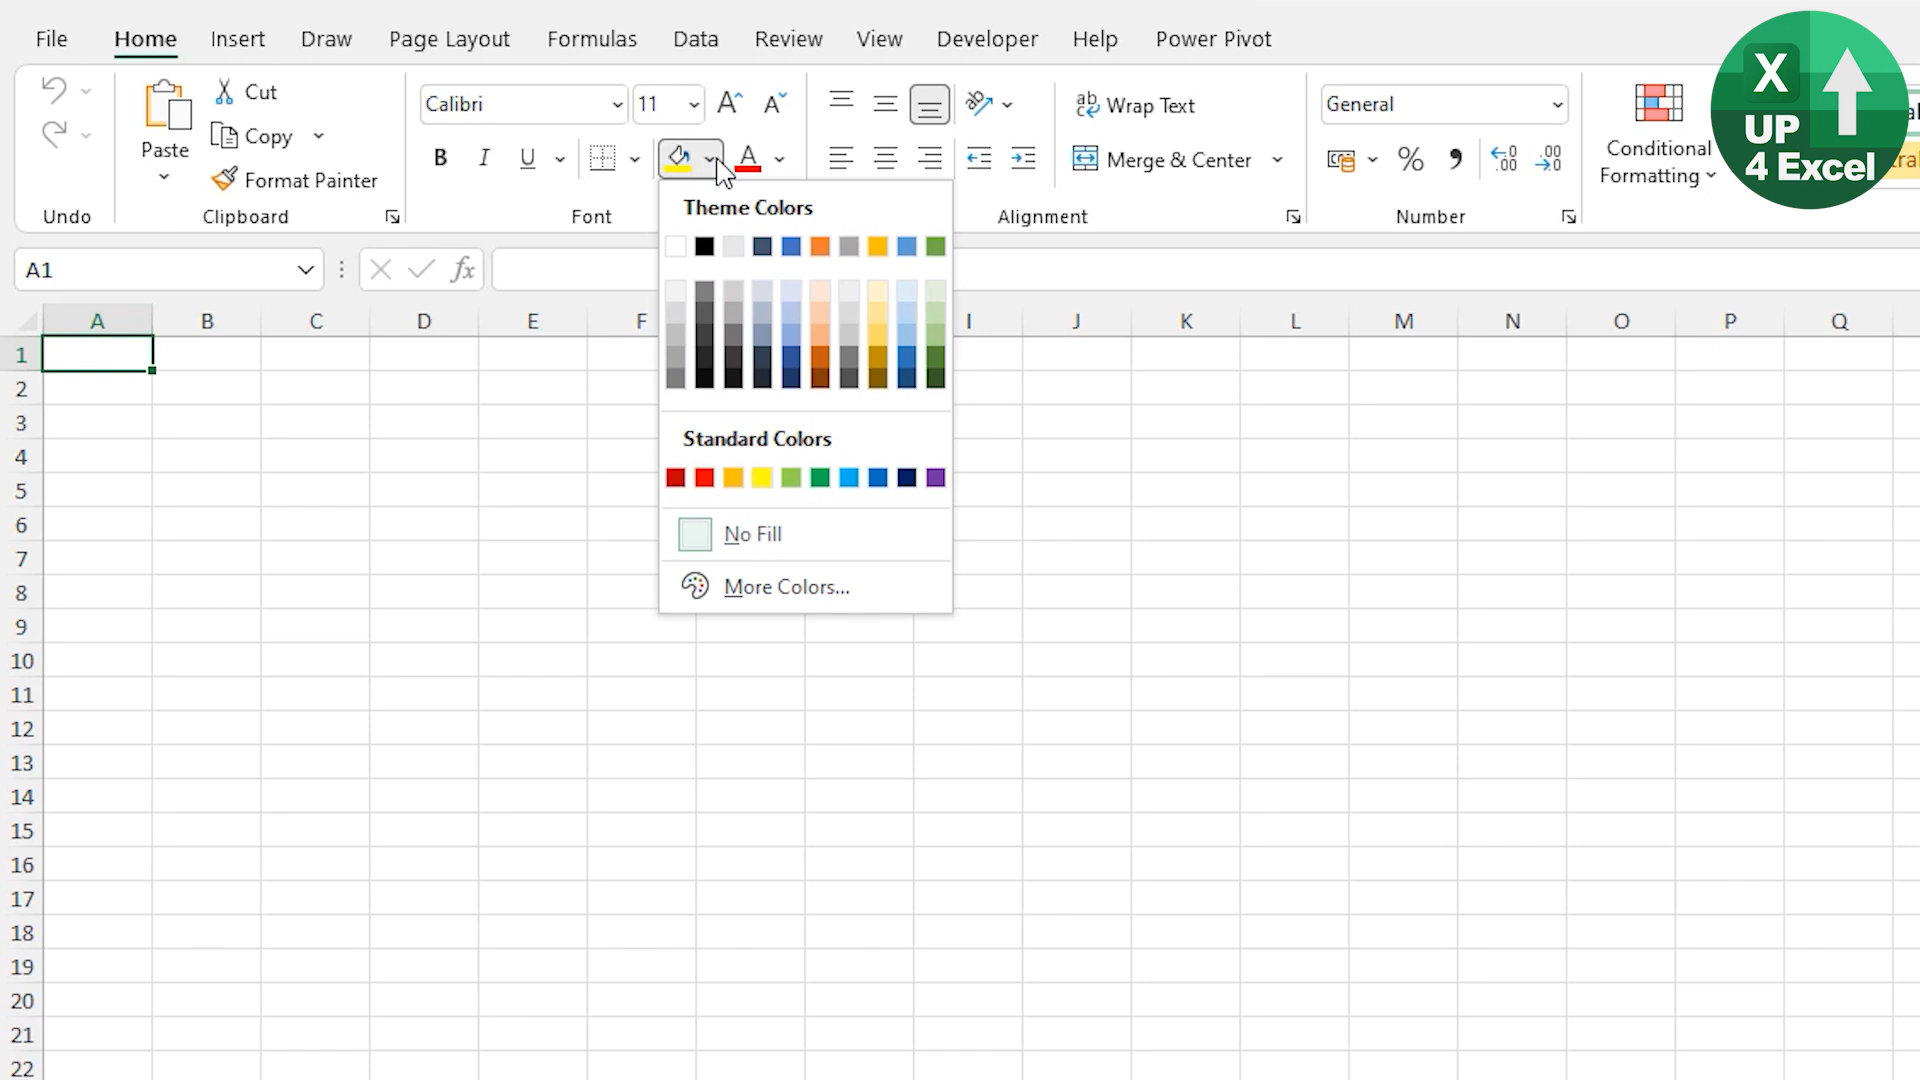 File Home Insert Draw Page Layout Formulas Data Review View Developer Help Power Pivot
X
UP
4 Excel
Cut
Copy
Format Painter
Paste
Calibri 11
B I U A
ab Wrap Text
Merge & Center
General
%
Conditional
Formatting
Undo Clipboard Font Alignment Number
A1
fx
Theme Colors
Standard Colors
No Fill
More Colors...
A B C D E F I J K L M N O P Q
1
2
3
4
5
6
7
8
9
10
11
12
13
14
15
16
17
18
19
20
21
22